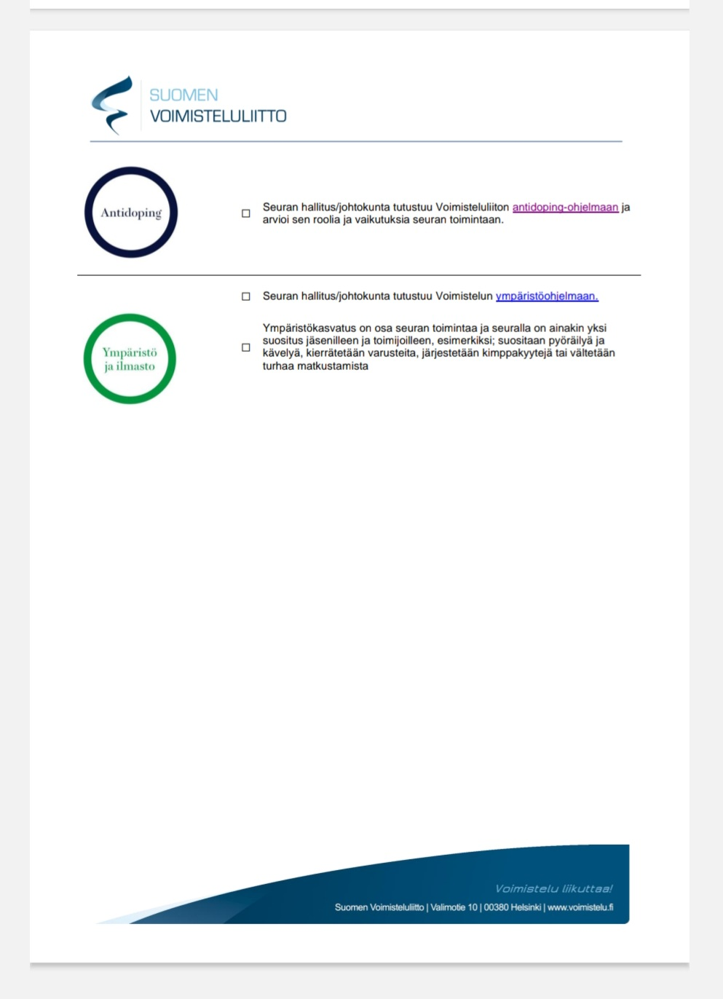 SUOMEN
VOIMISTELULIITTO
Antidoping
☐ Seuran hallitus/johtokunta tutustuu Voimisteluliiton antidoping-ohjelmaan ja
arvioi sen roolia ja vaikutuksia seuran toimintaan.
☐ Seuran hallitus/johtokunta tutustuu Voimistelun ympäristöohjelmaan.
Ympäristö
ja ilmasto
☐ Ympäristökasvatus on osa seuran toimintaa ja seuralla on ainakin yksi
suositus jäsenilleen ja toimijoilleen, esimerkiksi; suositaan pyöräilyä ja
kävelyä, kierrätetään varusteita, järjestetään kimppakyytejä tai vältetään
turhaa matkustamista
Voimistelu liikuttaa!
Suomen Voimisteluliitto | Valimotie 10 | 00380 Helsinki | www.voimistelu.fi